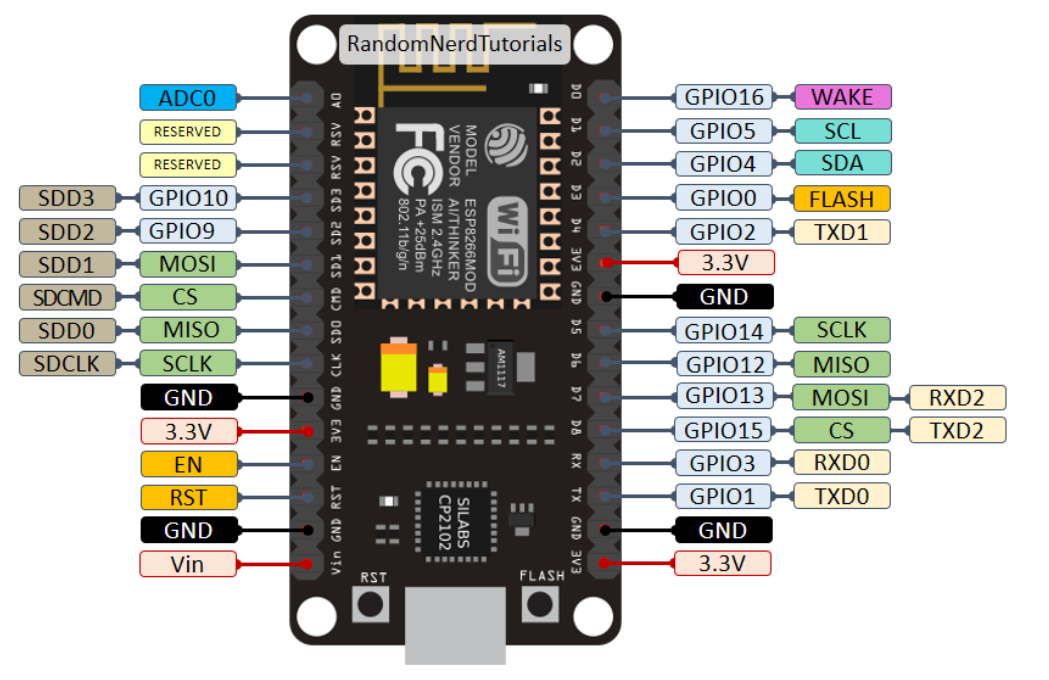 RandomNerdTutorials
ADC0
RESERVED
RESERVED
SDD3 GPIO10
SDD2 GPIO9
SDD1 MOSI
SDCMD CS
SDD0 MISO
SDCLK SCLK
GND
3.3V
EN
RST
GND
Vin
A0
RSV
RSV
SD3
SD2
SD1
CMD
SD0
CLK
GND
3V3
EN
RST
GND
Vin
MODEL ESP8266MOD
VENDOR AI/THINKER
ISM 2.4GHz
PA +25dBm
802.11b/g/n
FC
Wi Fi
AM1117
SILABS
CP2102
RST
FLASH
D0
D1
D2
D3
D4
3V3
GND
D5
D6
D7
D8
RX
TX
GND
3V3
GPIO16 WAKE
GPIO5 SCL
GPIO4 SDA
GPIO0 FLASH
GPIO2 TXD1
3.3V
GND
GPIO14 SCLK
GPIO12 MISO
GPIO13 MOSI RXD2
GPIO15 CS TXD2
GPIO3 RXD0
GPIO1 TXD0
GND
3.3V